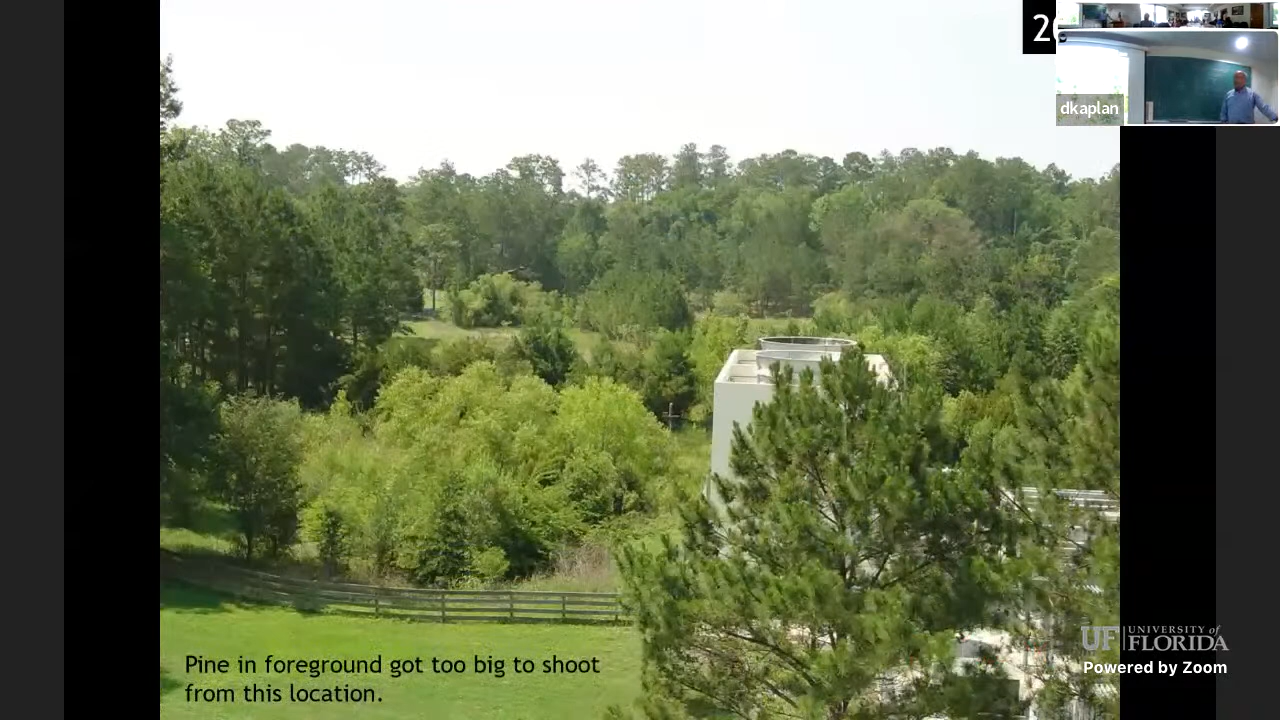 dkaplan
Pine in foreground got too big to shoot
from this location.
UF UNIVERSITY of
FLORIDA
Powered by Zoom